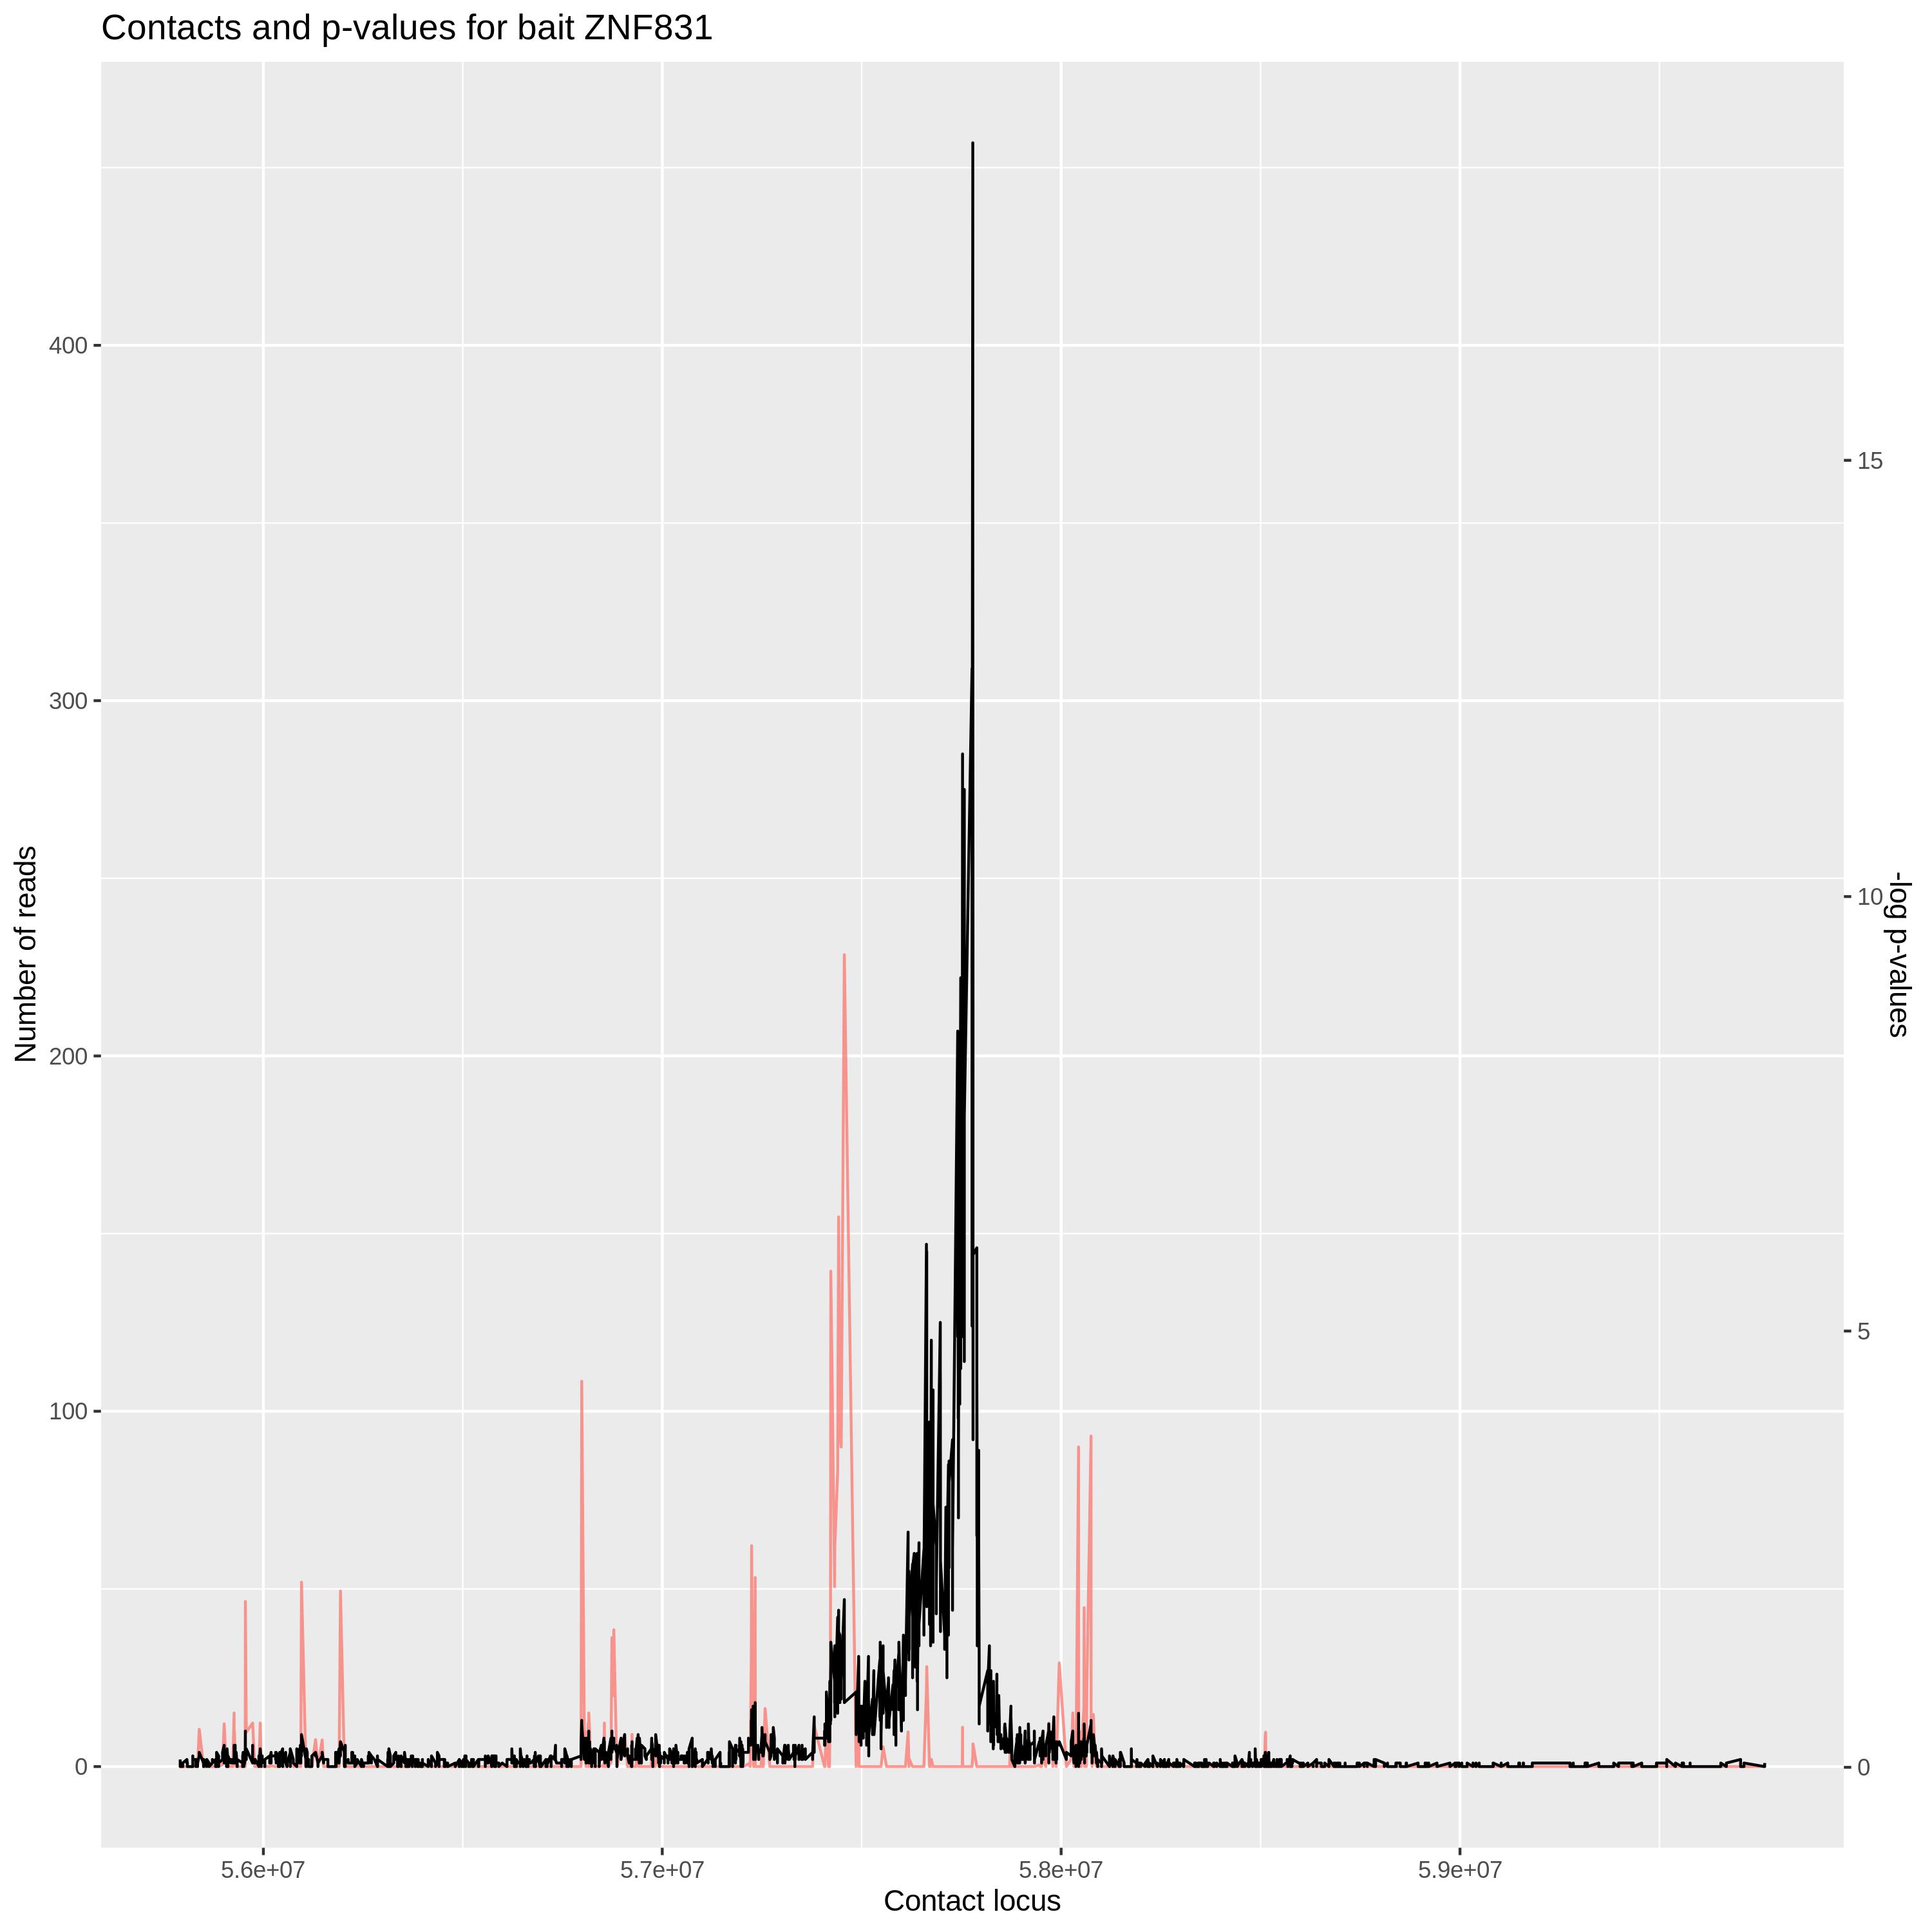 Contacts and p-values for bait ZNF831
Number of reads
400
300
200
100
0
15
10
5
0
-log p-values
5.6e+07
5.7e+07
5.8e+07
5.9e+07
Contact locus